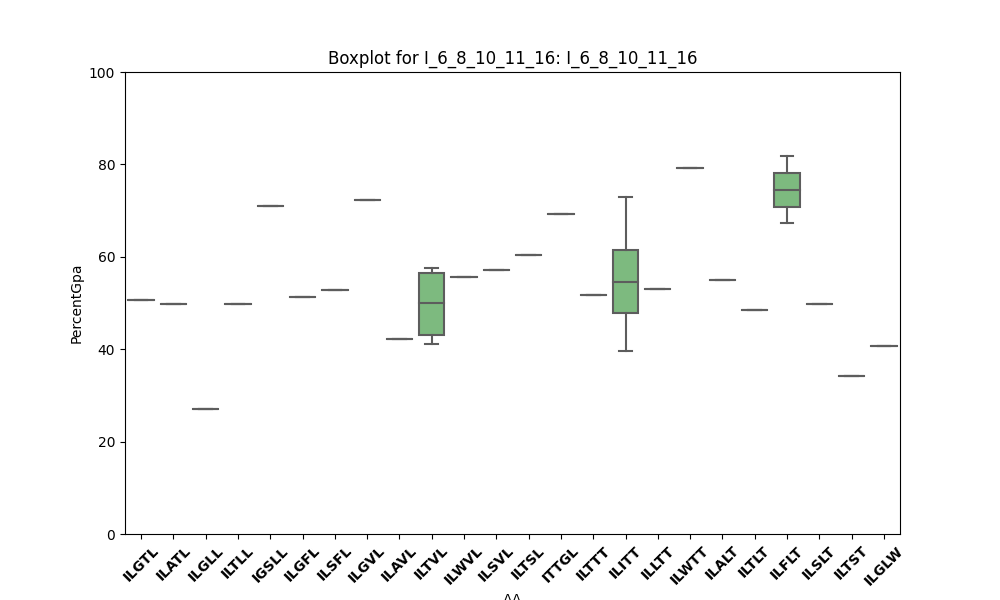 Boxplot for I_6_8_10_11_16: I_6_8_10_11_16
PercentGpa
100
80
60
40
20
0
ILGTL
ILATL
ILGLL
ILTLL
IGSLL
ILGFL
ILSFL
ILGVL
ILAVL
ILTVL
ILWVL
ILSVL
ILTSL
ITTGL
ILTTT
ILITT
ILLTT
ILWTT
ILALT
ILTLT
ILFLT
ILSLT
ILTST
ILGLW
AA